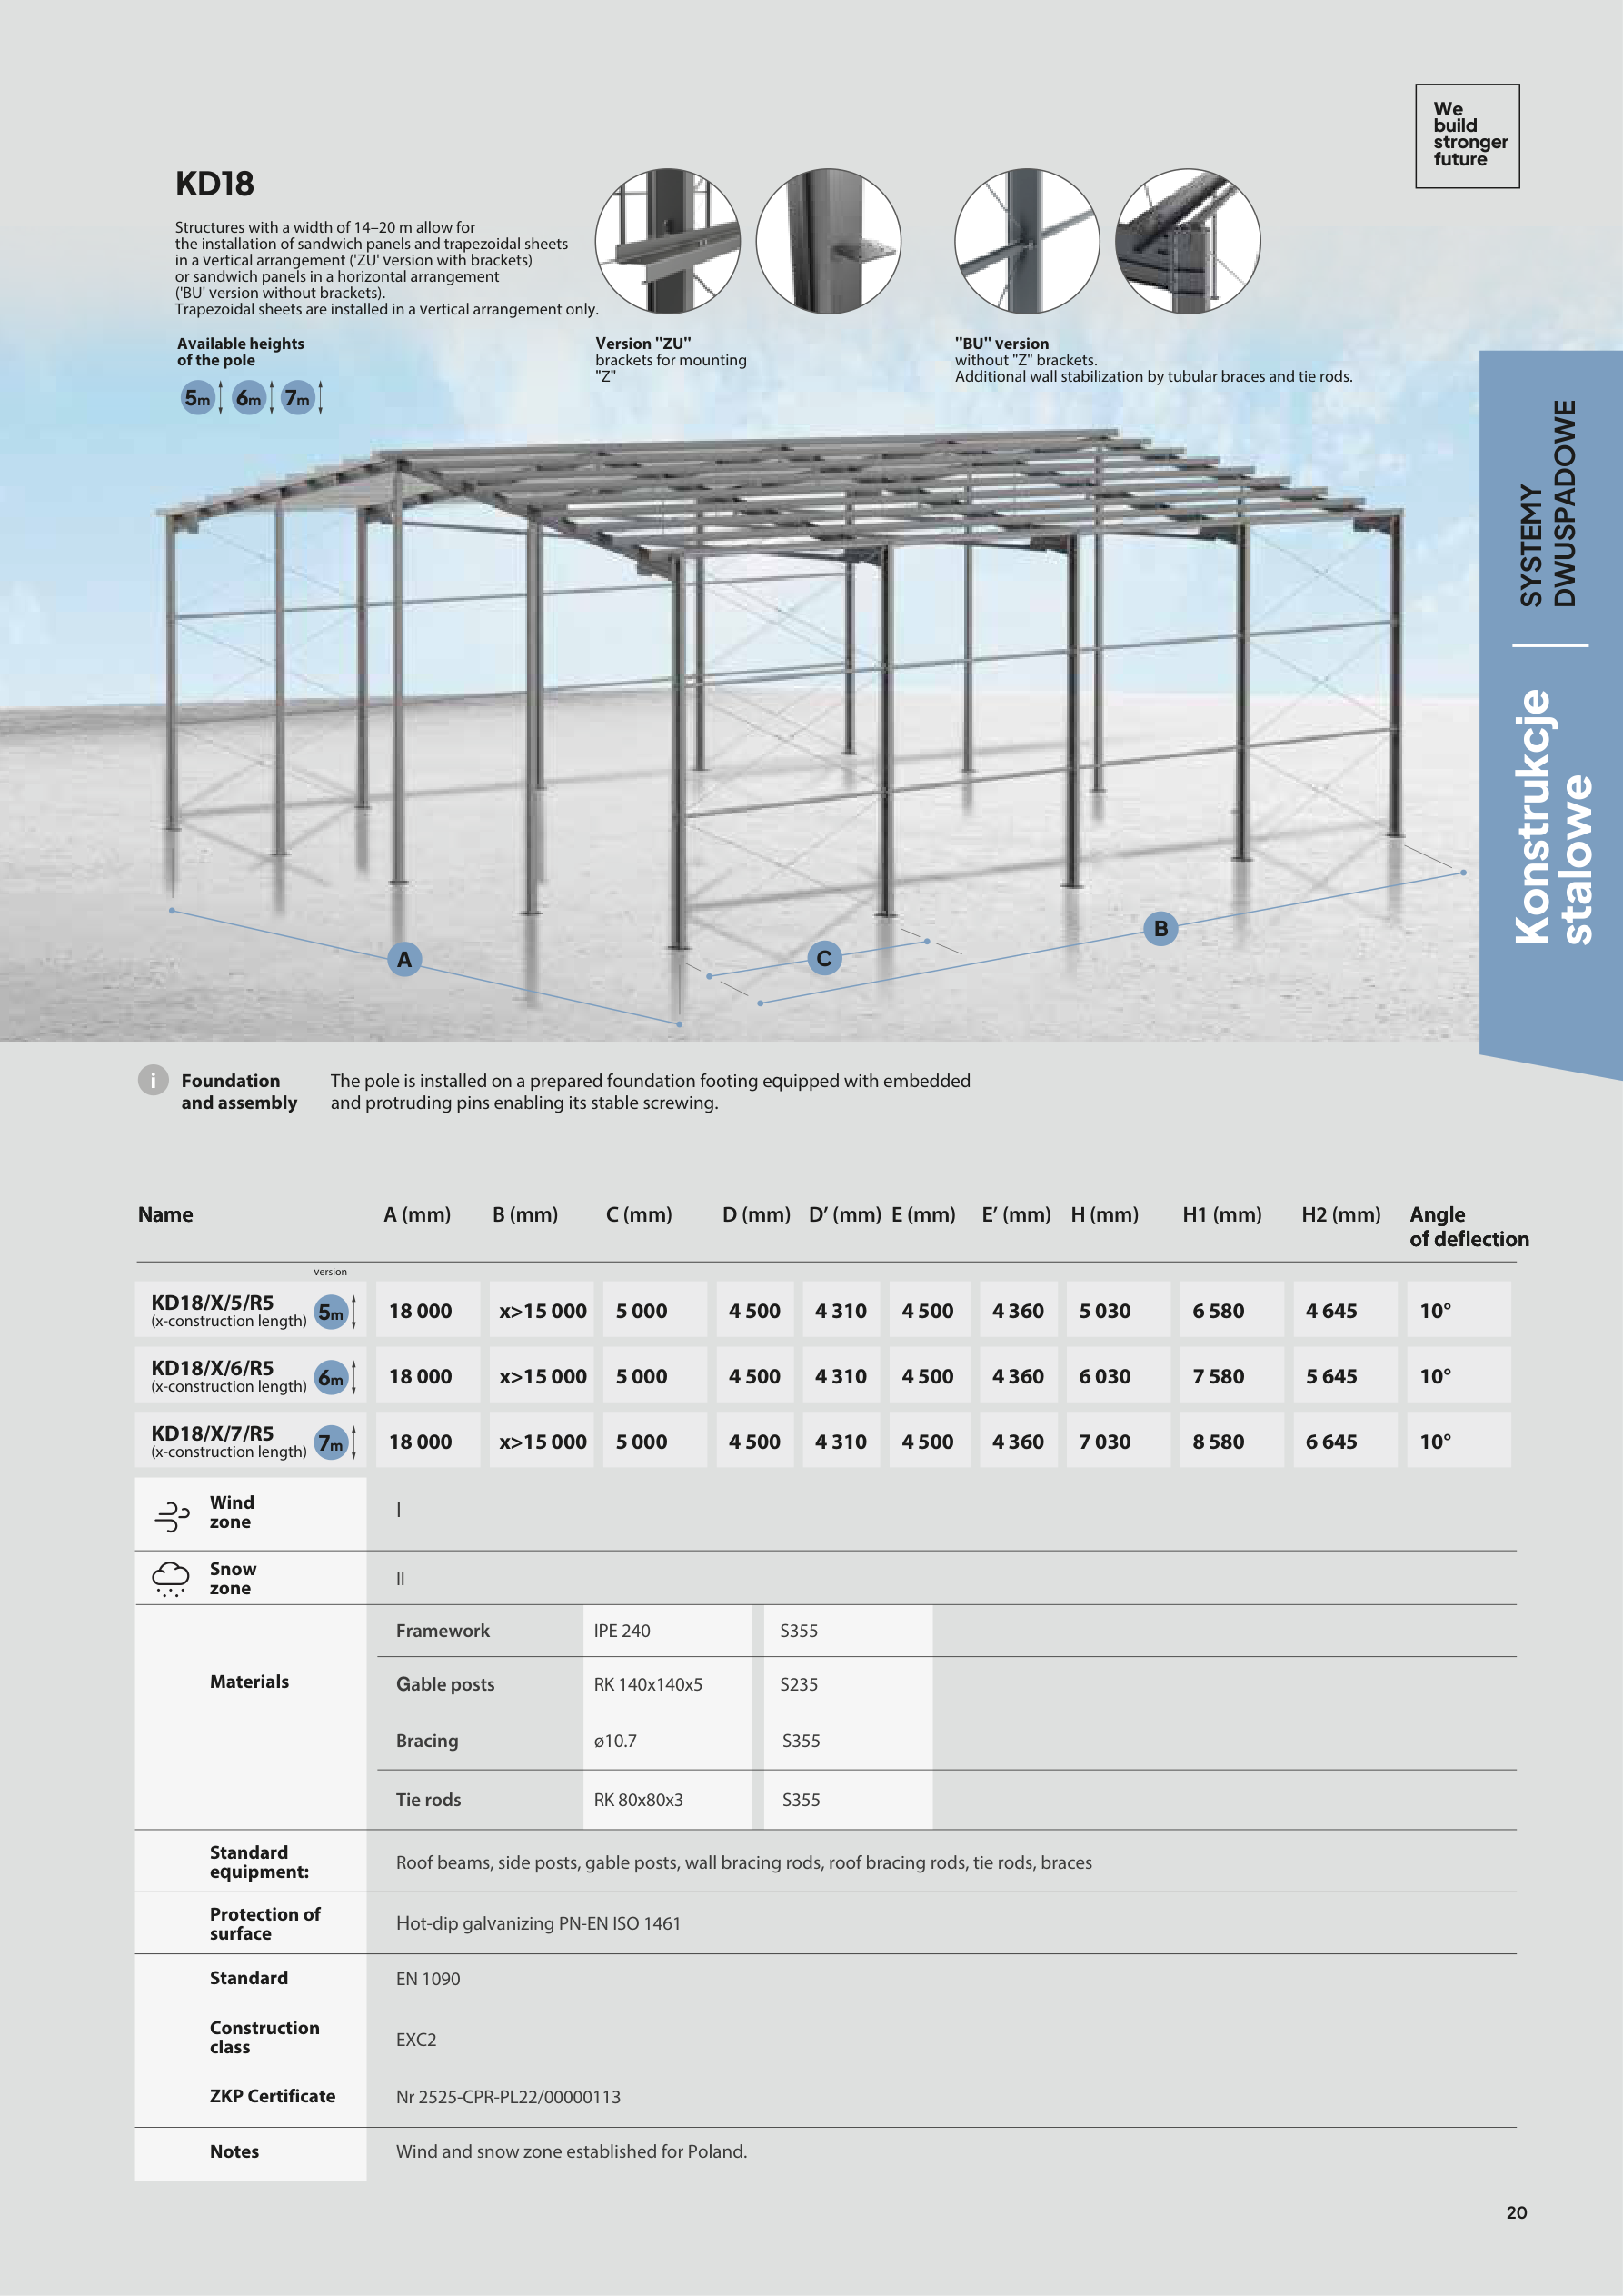 We
build
stronger
future
KD18
Structures with a width of 14–20 m allow for
the installation of sandwich panels and trapezoidal sheets
in a vertical arrangement ('ZU' version with brackets)
or sandwich panels in a horizontal arrangement
('BU' version without brackets).
Trapezoidal sheets are installed in a vertical arrangement only.
Available heights
of the pole
5m 6m 7m
Version "ZU"
brackets for mounting
"Z"
"BU" version
without "Z" brackets.
Additional wall stabilization by tubular braces and tie rods.
SYSTEMY
DWUSPADOWE
Konstrukcje
stalowe
A
C
B
i
Foundation
and assembly
The pole is installed on a prepared foundation footing equipped with embedded
and protruding pins enabling its stable screwing.
Name A (mm) B (mm) C (mm) D (mm) D’ (mm) E (mm) E’ (mm) H (mm) H1 (mm) H2 (mm) Angle
of deflection
version
KD18/X/5/R5 5m 18 000 x>15 000 5 000 4 500 4 310 4 500 4 360 5 030 6 580 4 645 10°
(x-construction length)
KD18/X/6/R5 6m 18 000 x>15 000 5 000 4 500 4 310 4 500 4 360 6 030 7 580 5 645 10°
(x-construction length)
KD18/X/7/R5 7m 18 000 x>15 000 5 000 4 500 4 310 4 500 4 360 7 030 8 580 6 645 10°
(x-construction length)
Wind
zone
I
Snow
zone
II
Materials
Framework IPE 240 S355
Gable posts RK 140x140x5 S235
Bracing ø10.7 S355
Tie rods RK 80x80x3 S355
Standard
equipment:
Roof beams, side posts, gable posts, wall bracing rods, roof bracing rods, tie rods, braces
Protection of
surface
Hot-dip galvanizing PN-EN ISO 1461
Standard EN 1090
Construction
class
EXC2
ZKP Certificate Nr 2525-CPR-PL22/00000113
Notes Wind and snow zone established for Poland.
20